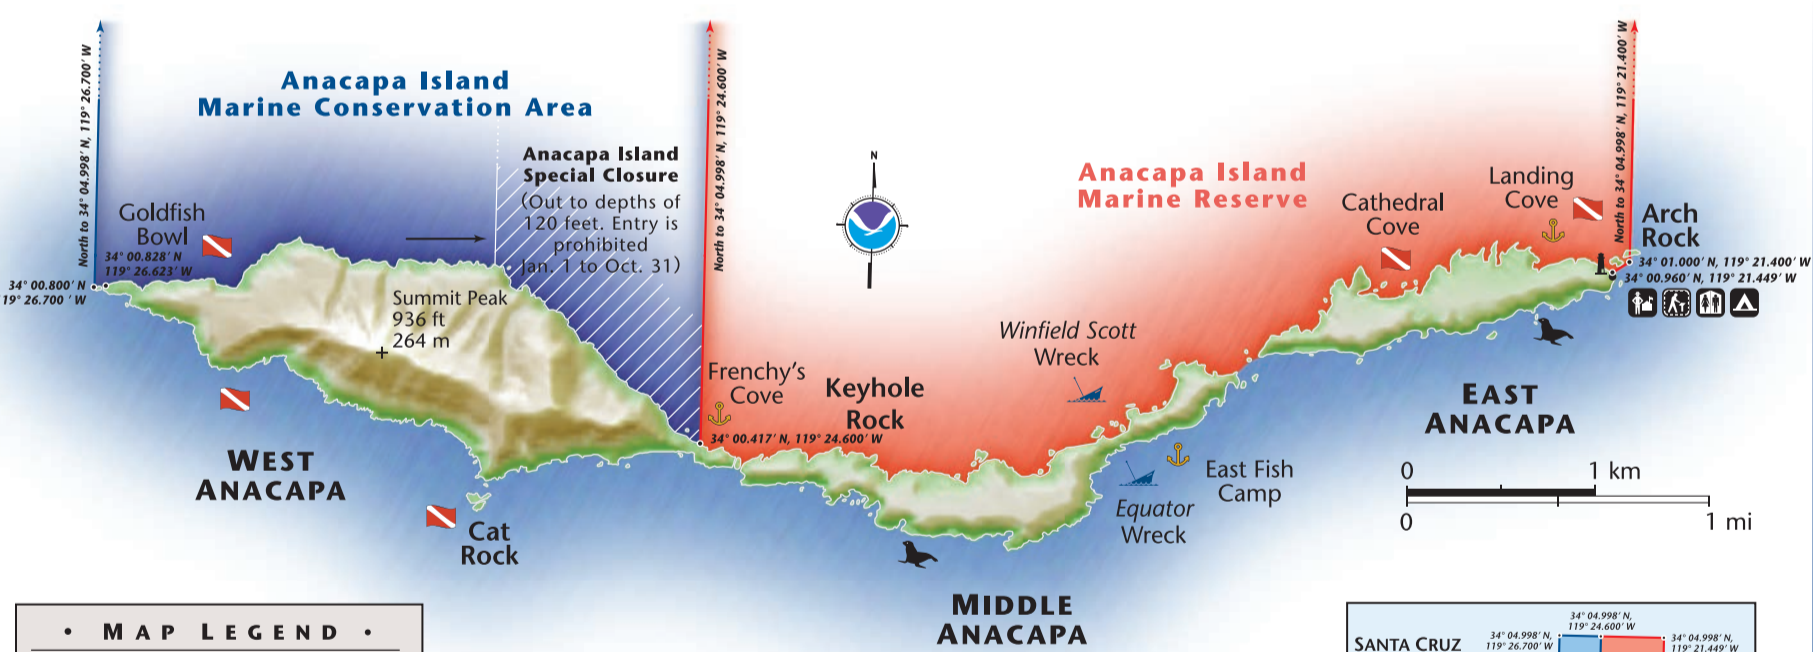 North to 34° 04.998' N, 119° 26.700' W
Anacapa Island
Marine Conservation Area
Anacapa Island
Special Closure
(Out to depths of
120 feet. Entry is
prohibited
Jan. 1 to Oct. 31)
North to 34° 04.998' N, 119° 24.600' W
N
Anacapa Island
Marine Reserve
North to 34° 04.998' N, 119° 21.400' W
Goldfish
Bowl
34° 00.828' N
119° 26.623' W
34° 00.800' N
19° 26.700 ' W
Summit Peak
936 ft
264 m
Cathedral
Cove
Landing
Cove
Arch
Rock
34° 01.000' N, 119° 21.400' W
34° 00.960' N, 119° 21.449' W
Winfield Scott
Wreck
Frenchy's
Cove
Keyhole
Rock
34° 00.417' N, 119° 24.600' W
WEST
ANACAPA
Cat
Rock
East Fish
Camp
Equator
Wreck
EAST
ANACAPA
0 1 km
0 1 mi
MIDDLE
ANACAPA
• MAP LEGEND •
SANTA CRUZ
34° 04.998' N,
119° 24.600' W
34° 04.998' N,
119° 26.700' W
34° 04.998' N,
119° 21.449' W